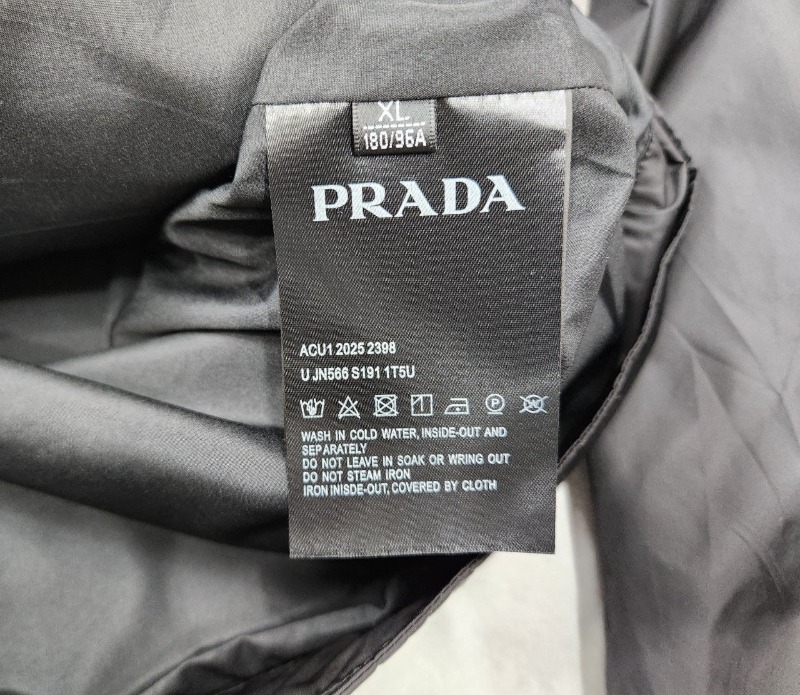 XL
180/96A
PRADA
ACU1 2025 2398
U JN566 S191 1T5U
WASH IN COLD WATER, INSIDE-OUT AND
SEPARATELY
DO NOT LEAVE IN SOAK OR WRING OUT
DO NOT STEAM IRON
IRON INISDE-OUT, COVERED BY CLOTH